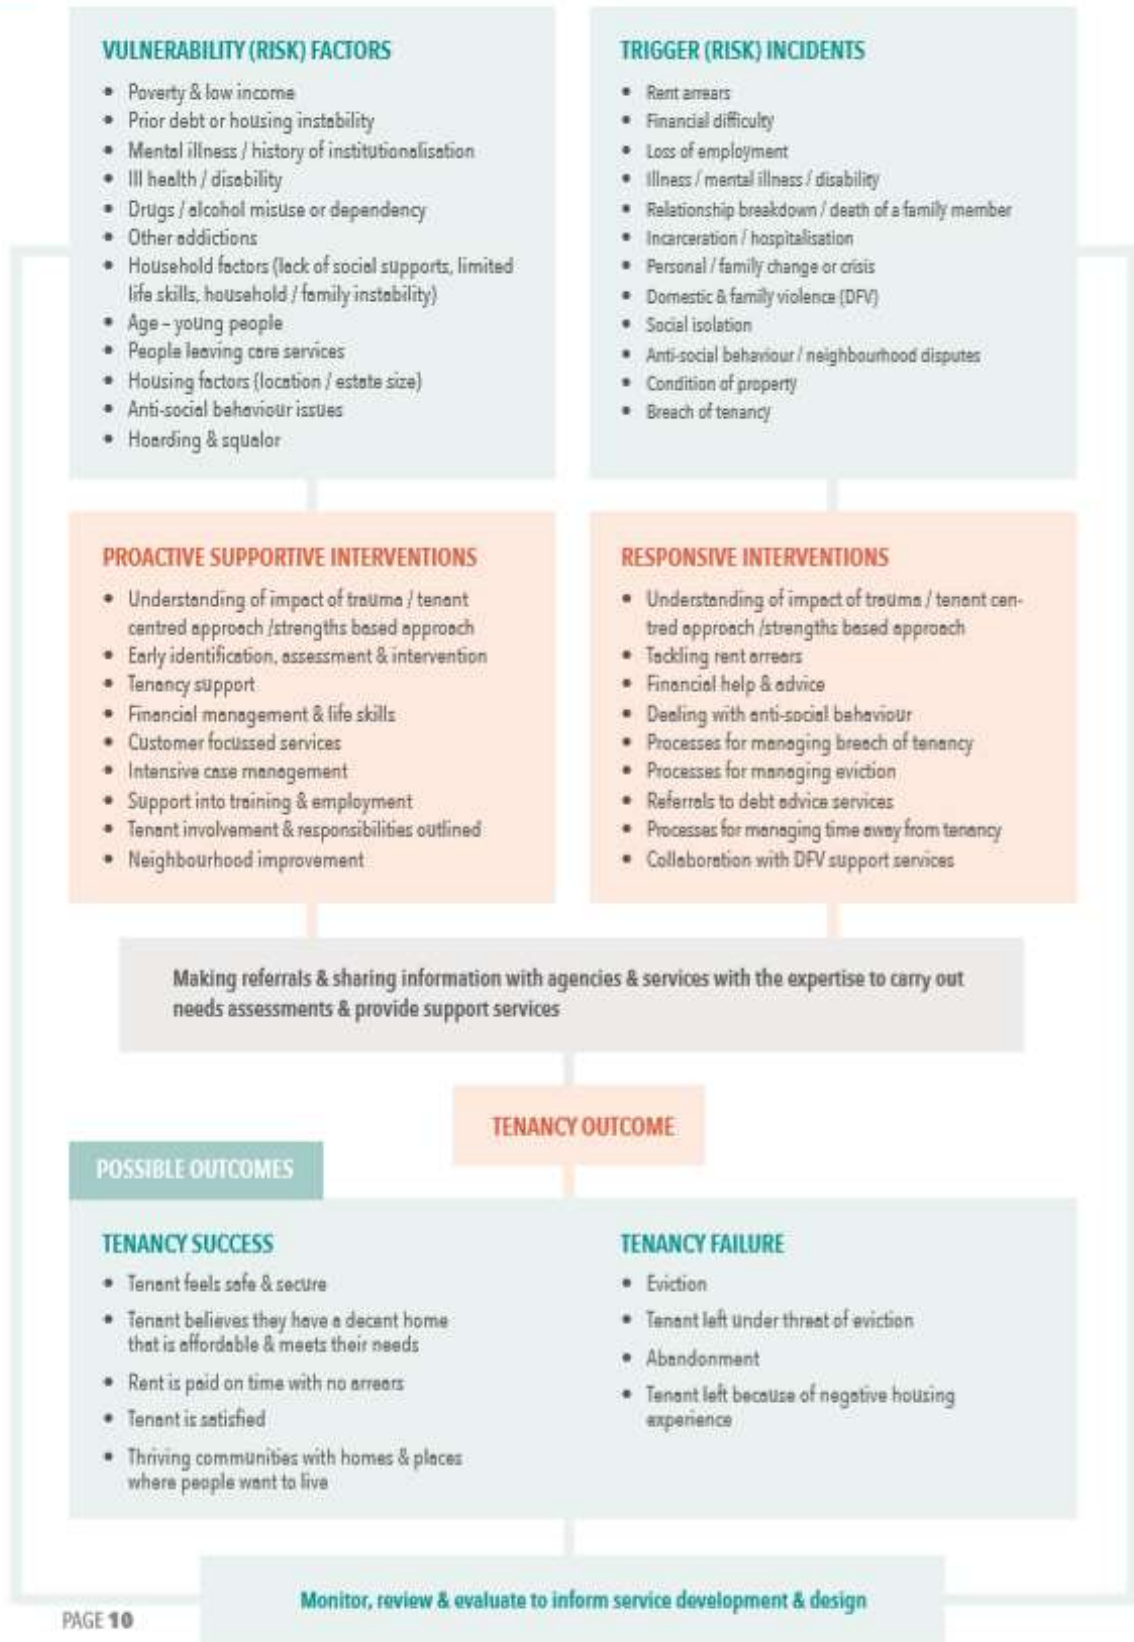 VULNERABILITY (RISK) FACTORS
• Poverty & low income
• Prior debt or housing instability
• Mental illness / history of institutionalisation
• Ill health / disability
• Drugs / alcohol misuse or dependency
• Other addictions
• Household factors (lack of social supports, limited
life skills, household / family instability)
• Age – young people
• People leaving care services
• Housing factors (location / estate size)
• Anti-social behaviour issues
• Hoarding & squalor
TRIGGER (RISK) INCIDENTS
• Rent arrears
• Financial difficulty
• Loss of employment
• Illness / mental illness / disability
• Relationship breakdown / death of a family member
• Incarceration / hospitalisation
• Personal / family change or crisis
• Domestic & family violence (DFV)
• Social isolation
• Anti-social behaviour / neighbourhood disputes
• Condition of property
• Breach of tenancy
PROACTIVE SUPPORTIVE INTERVENTIONS
• Understanding of impact of trauma / tenant
centred approach /strengths based approach
• Early identification, assessment & intervention
• Tenancy support
• Financial management & life skills
• Customer focussed services
• Intensive case management
• Support into training & employment
• Tenant involvement & responsibilities outlined
• Neighbourhood improvement
RESPONSIVE INTERVENTIONS
• Understanding of impact of trauma / tenant cen-
tred approach /strengths based approach
• Tackling rent arrears
• Financial help & advice
• Dealing with anti-social behaviour
• Processes for managing breach of tenancy
• Processes for managing eviction
• Referrals to debt advice services
• Processes for managing time away from tenancy
• Collaboration with DFV support services
Making referrals & sharing information with agencies & services with the expertise to carry out
needs assessments & provide support services
TENANCY OUTCOME
POSSIBLE OUTCOMES
TENANCY SUCCESS
• Tenant feels safe & secure
• Tenant believes they have a decent home
that is affordable & meets their needs
• Rent is paid on time with no arrears
• Tenant is satisfied
• Thriving communities with homes & places
where people want to live
TENANCY FAILURE
• Eviction
• Tenant left under threat of eviction
• Abandonment
• Tenant left because of negative housing
experience
Monitor, review & evaluate to inform service development & design
PAGE 10